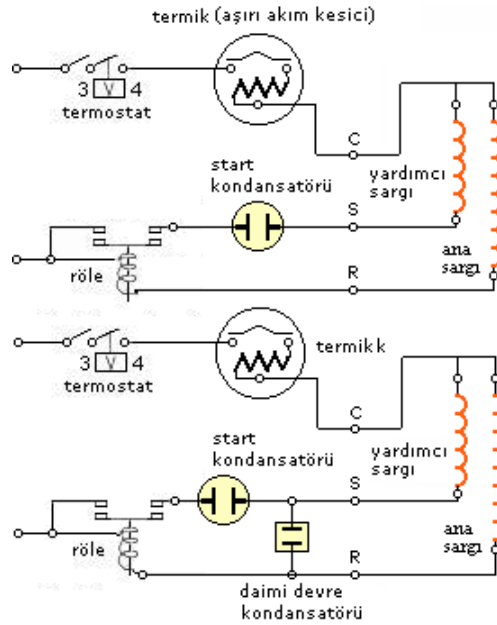 termik (aşırı akım kesici)
3 V 4
termostat
C
start
kondansatörü
yardımcı
sargı
S
ana
sargı
röle
R
3 V 4
termostat
termik k
C
start
kondansatörü
yardımcı
sargı
S
ana
sargı
röle
R
daimi devre
kondansatörü